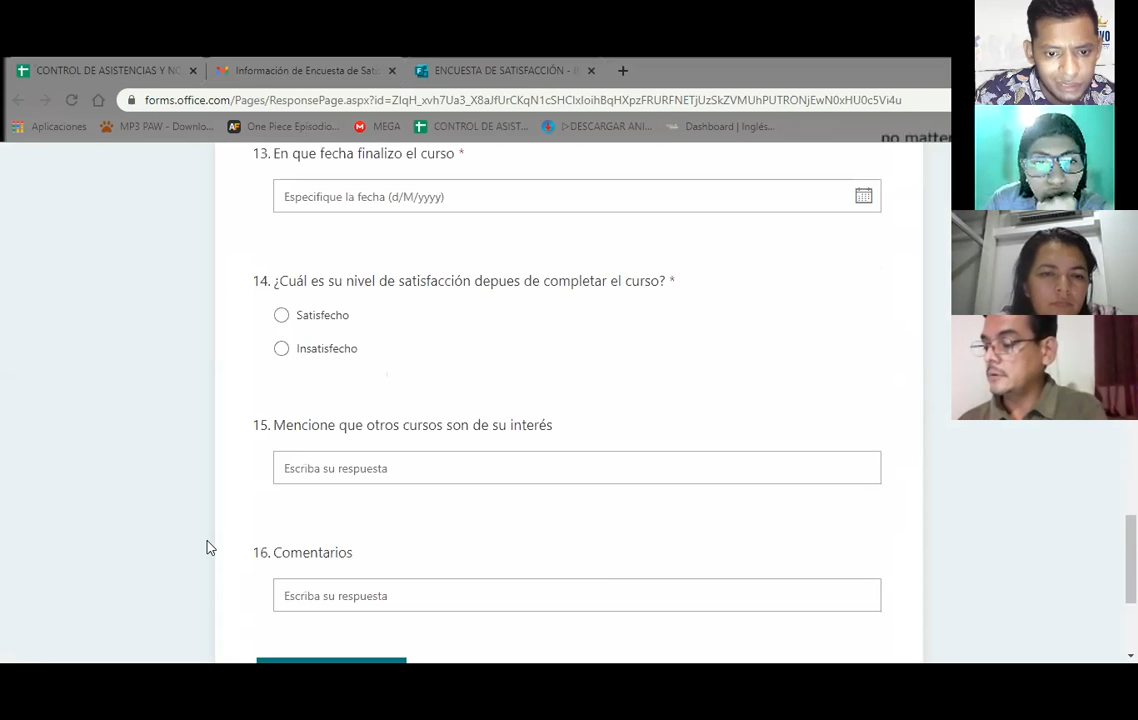 CONTROL DE ASISTENCIAS Y NO
Información de Encuesta de Sati
ENCUESTA DE SATISFACCIÓN - I
forms.office.com/Pages/ResponsePage.aspx?id=
Aplicaciones
MP3 PAW - Downlo...
One Piece Episodio...
MEGA
CONTROL DE ASIST...
▷DESCARGAR ANI...
Dashboard | Inglés...
no matter
13. En que fecha finalizo el curso *
Especifique la fecha (d/M/yyyy)
14. ¿Cuál es su nivel de satisfacción depues de completar el curso? *
Satisfecho
Insatisfecho
15. Mencione que otros cursos son de su interés
Escriba su respuesta
16. Comentarios
Escriba su respuesta